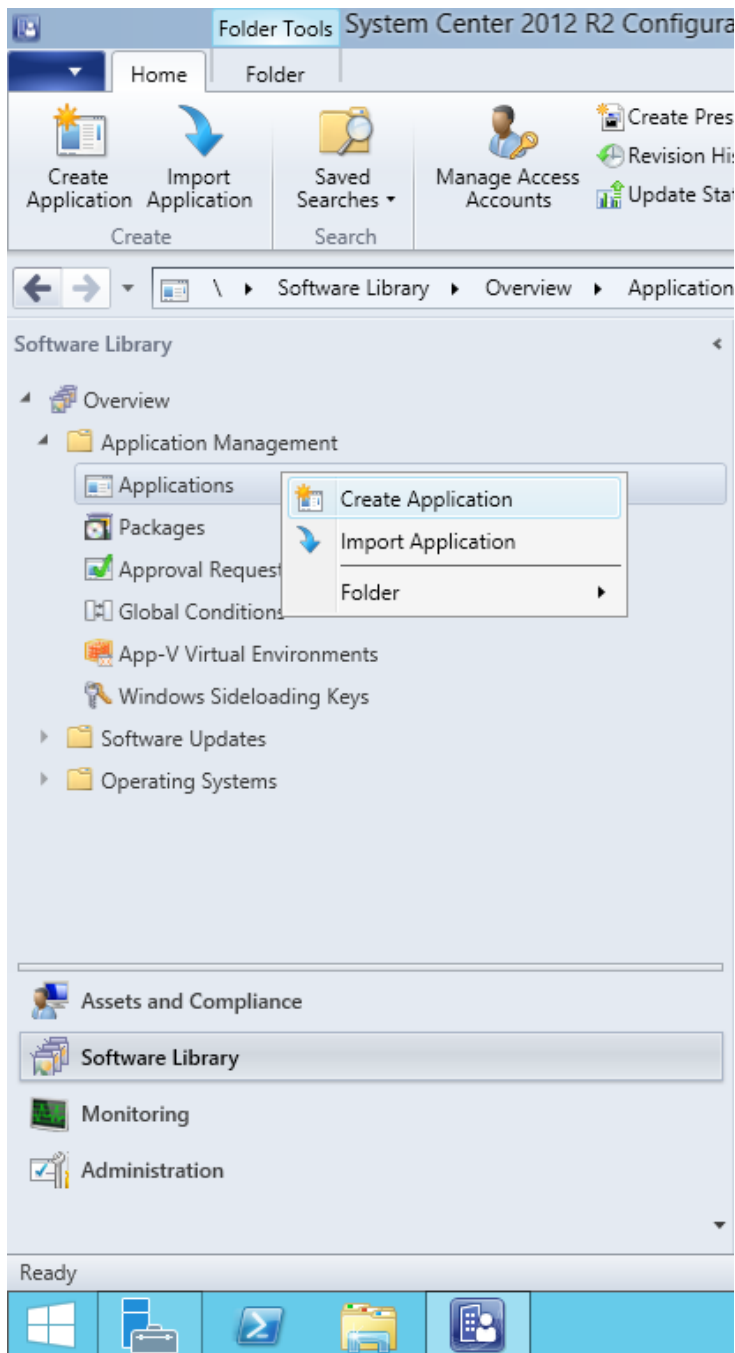 Folder Tools System Center 2012 R2 Configura
Home Folder
Create Application
Import Application
Saved Searches
Manage Access Accounts
Create Pres
Revision His
Update Stat
Create
Search
\ Software Library Overview Application
Software Library
Overview
Application Management
Applications
Create Application
Packages
Import Application
Approval Request
Folder
Global Conditions
App-V Virtual Environments
Windows Sideloading Keys
Software Updates
Operating Systems
Assets and Compliance
Software Library
Monitoring
Administration
Ready